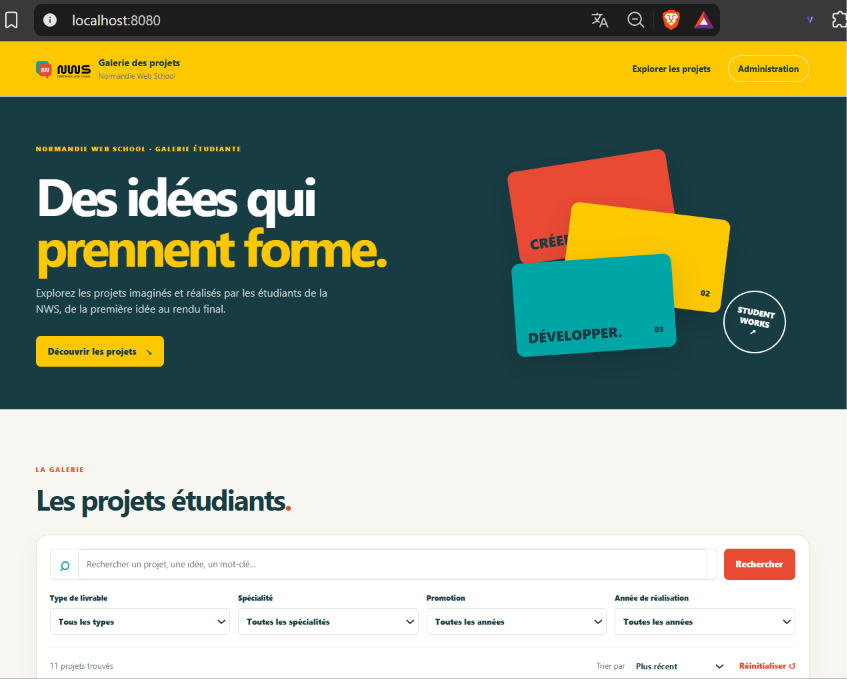 localhost:8080
NWS
Galerie des projets
Normandie Web School
Explorer les projets
Administration
NORMANDIE WEB SCHOOL - GALERIE ÉTUDIANTE
Des idées qui
prennent forme.
Explorez les projets imaginés et réalisés par les étudiants de la
NWS, de la première idée au rendu final.
Découvrir les projets ↘
CRÉE
02
DÉVELOPPER.
03
STUDENT
WORKS
↗
LA GALERIE
Les projets étudiants.
Rechercher un projet, une idée, un mot-clé...
Rechercher
Type de livrable
Spécialité
Promotion
Année de réalisation
Tous les types
Toutes les spécialités
Toutes les années
Toutes les années
11 projets trouvés
Trier par
Plus récent
Réinitialiser ↺